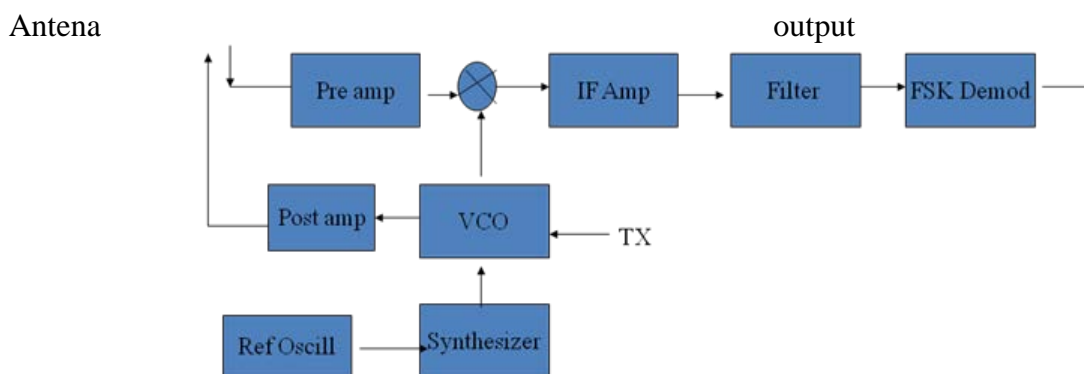 Antena output
Pre amp IF Amp Filter FSK Demod
Post amp VCO TX
Ref Oscill Synthesizer